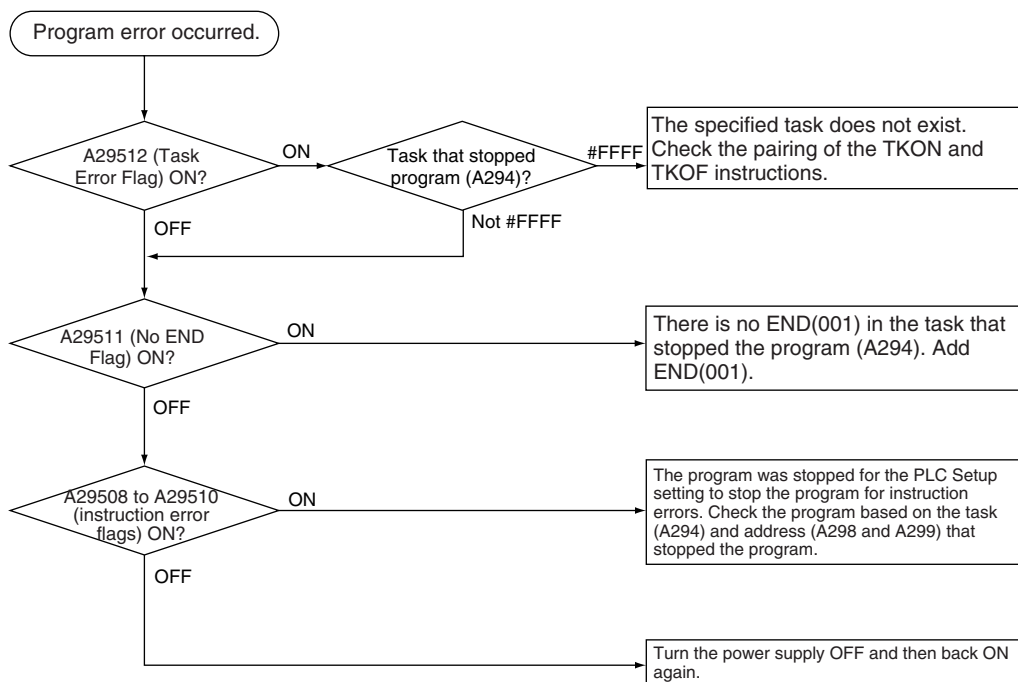 Program error occurred.
A29512 (Task
Error Flag) ON?
ON
Task that stopped
program (A294)?
#FFFF
The specified task does not exist.
Check the pairing of the TKON and
TKOF instructions.
OFF
Not #FFFF
A29511 (No END
Flag) ON?
ON
There is no END(001) in the task that
stopped the program (A294). Add
END(001).
OFF
A29508 to A29510
(instruction error
flags) ON?
ON
The program was stopped for the PLC Setup
setting to stop the program for instruction
errors. Check the program based on the task
(A294) and address (A298 and A299) that
stopped the program.
OFF
Turn the power supply OFF and then back ON
again.